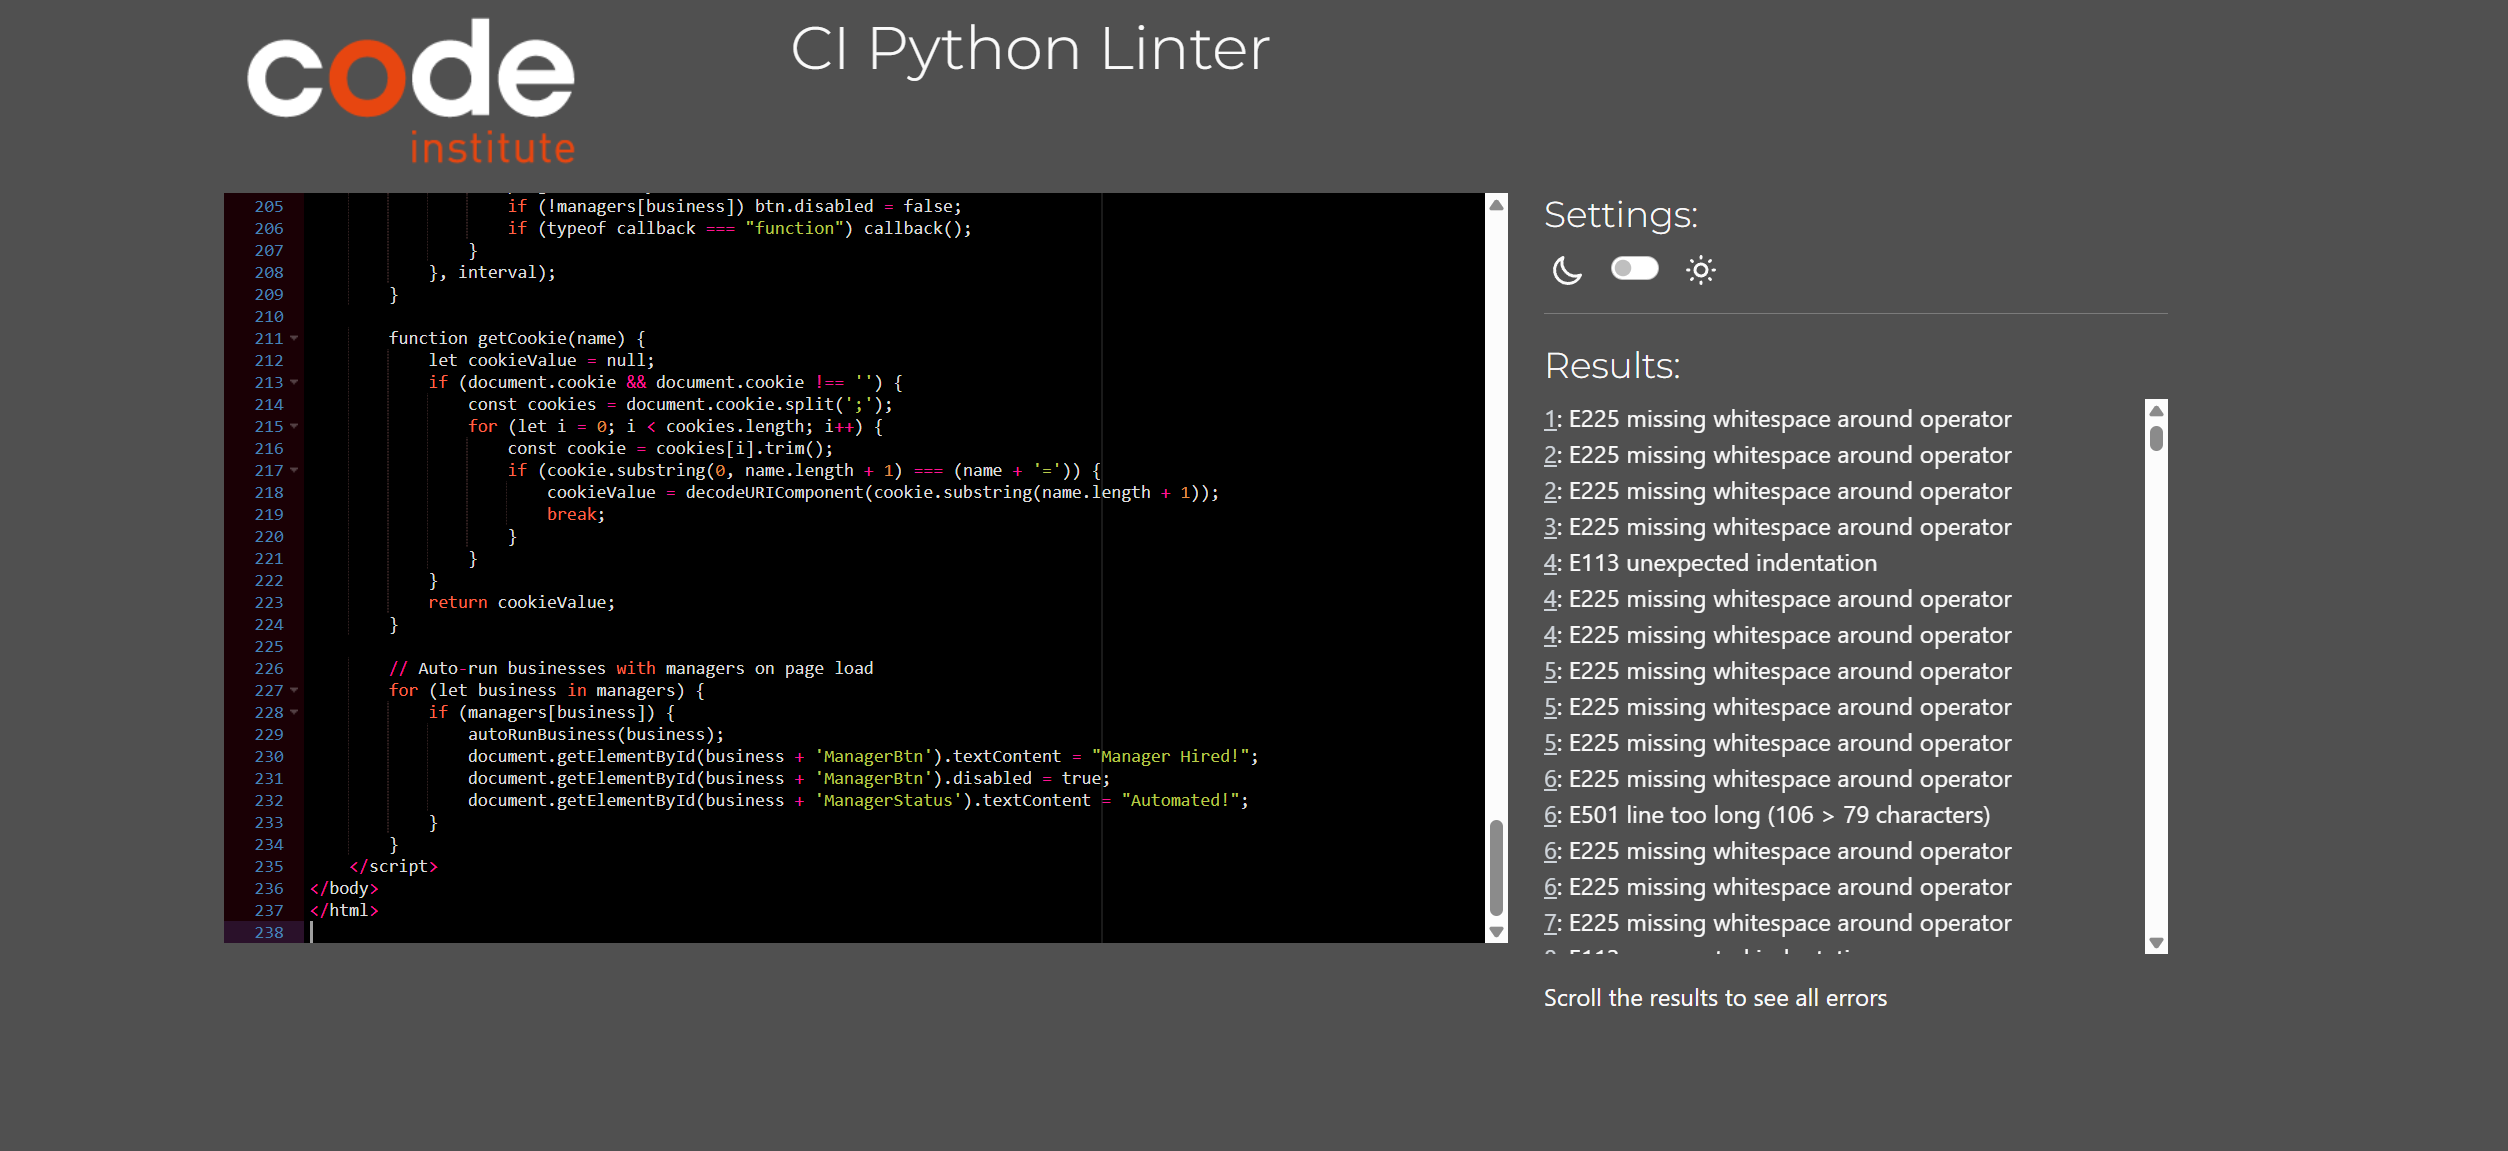 code
institute
CI Python Linter
205 if (!managers[business]) btn.disabled = false;
206 if (typeof callback === "function") callback();
207 }
208 }, interval);
209 }
210
211 function getCookie(name) {
212 let cookieValue = null;
213 if (document.cookie && document.cookie !== '') {
214 const cookies = document.cookie.split(';');
215 for (let i = 0; i < cookies.length; i++) {
216 const cookie = cookies[i].trim();
217 if (cookie.substring(0, name.length + 1) === (name + '=')) {
218 cookieValue = decodeURIComponent(cookie.substring(name.length + 1));
219 break;
220 }
221 }
222 }
223 return cookieValue;
224 }
225
226 // Auto-run businesses with managers on page load
227 for (let business in managers) {
228 if (managers[business]) {
229 autoRunBusiness(business);
230 document.getElementById(business + 'ManagerBtn').textContent = "Manager Hired!";
231 document.getElementById(business + 'ManagerBtn').disabled = true;
232 document.getElementById(business + 'ManagerStatus').textContent = "Automated!";
233 }
234 }
235 </script>
236 </body>
237 </html>
238
Settings:
Results:
1: E225 missing whitespace around operator
2: E225 missing whitespace around operator
2: E225 missing whitespace around operator
3: E225 missing whitespace around operator
4: E113 unexpected indentation
4: E225 missing whitespace around operator
4: E225 missing whitespace around operator
5: E225 missing whitespace around operator
5: E225 missing whitespace around operator
5: E225 missing whitespace around operator
6: E225 missing whitespace around operator
6: E501 line too long (106 > 79 characters)
6: E225 missing whitespace around operator
6: E225 missing whitespace around operator
7: E225 missing whitespace around operator
Scroll the results to see all errors